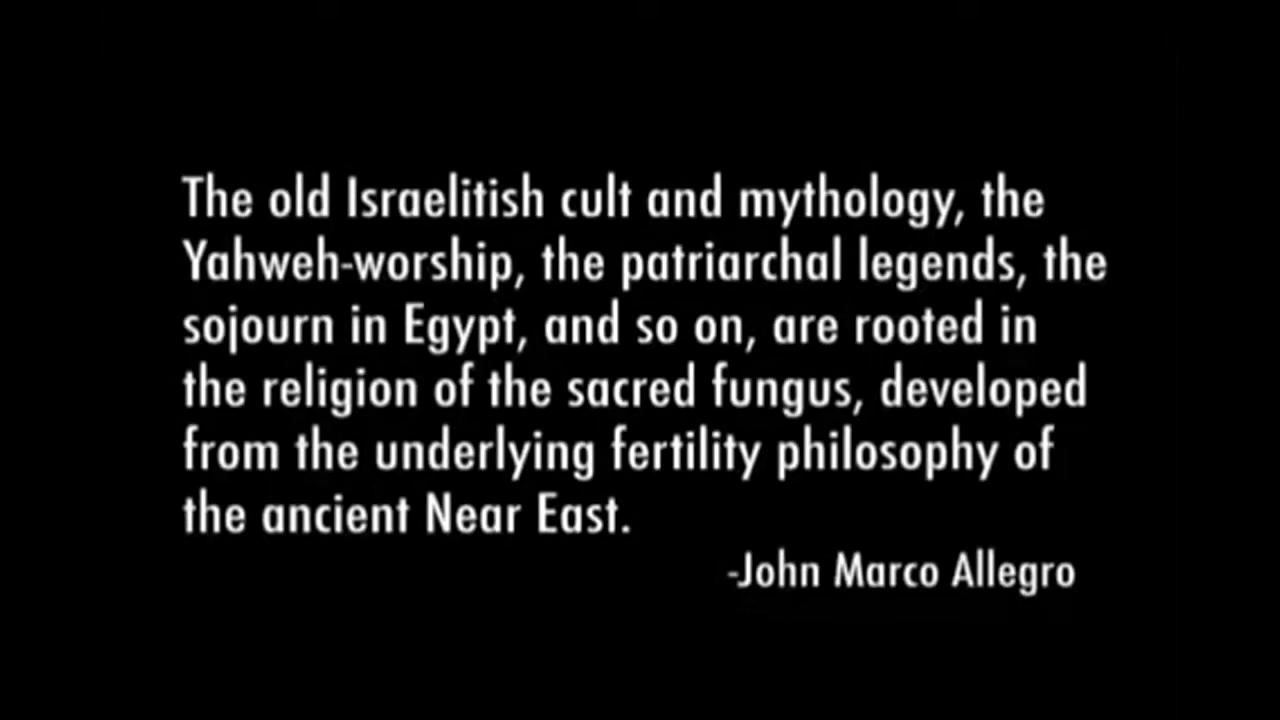 The old Israelitish cult and mythology, the
Yahweh-worship, the patriarchal legends, the
sojourn in Egypt, and so on, are rooted in
the religion of the sacred fungus, developed
from the underlying fertility philosophy of
the ancient Near East.
-John Marco Allegro